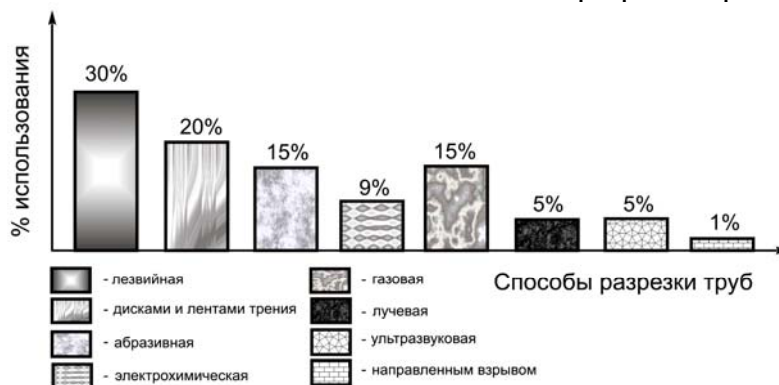 % использования
30%
20%
15%
9%
15%
5%
5%
1%
Способы разрезки труб
- лезвийная
- дисками и лентами трения
- абразивная
- электрохимическая
- газовая
- лучевая
- ультразвуковая
- направленным взрывом